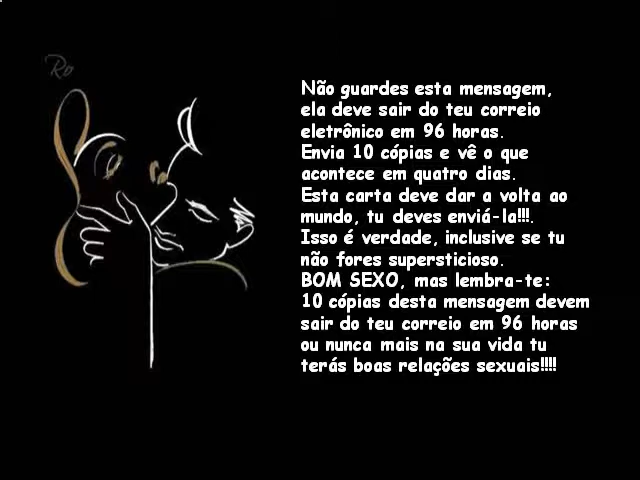 Ro
Não guardes esta mensagem,
ela deve sair do teu correio
eletrônico em 96 horas.
Envia 10 cópias e vê o que
acontece em quatro dias.
Esta carta deve dar a volta ao
mundo, tu deves enviá-la!!!.
Isso é verdade, inclusive se tu
não fores supersticioso.
BOM SEXO, mas lembra-te:
10 cópias desta mensagem devem
sair do teu correio em 96 horas
ou nunca mais na sua vida tu
terás boas relações sexuais!!!!